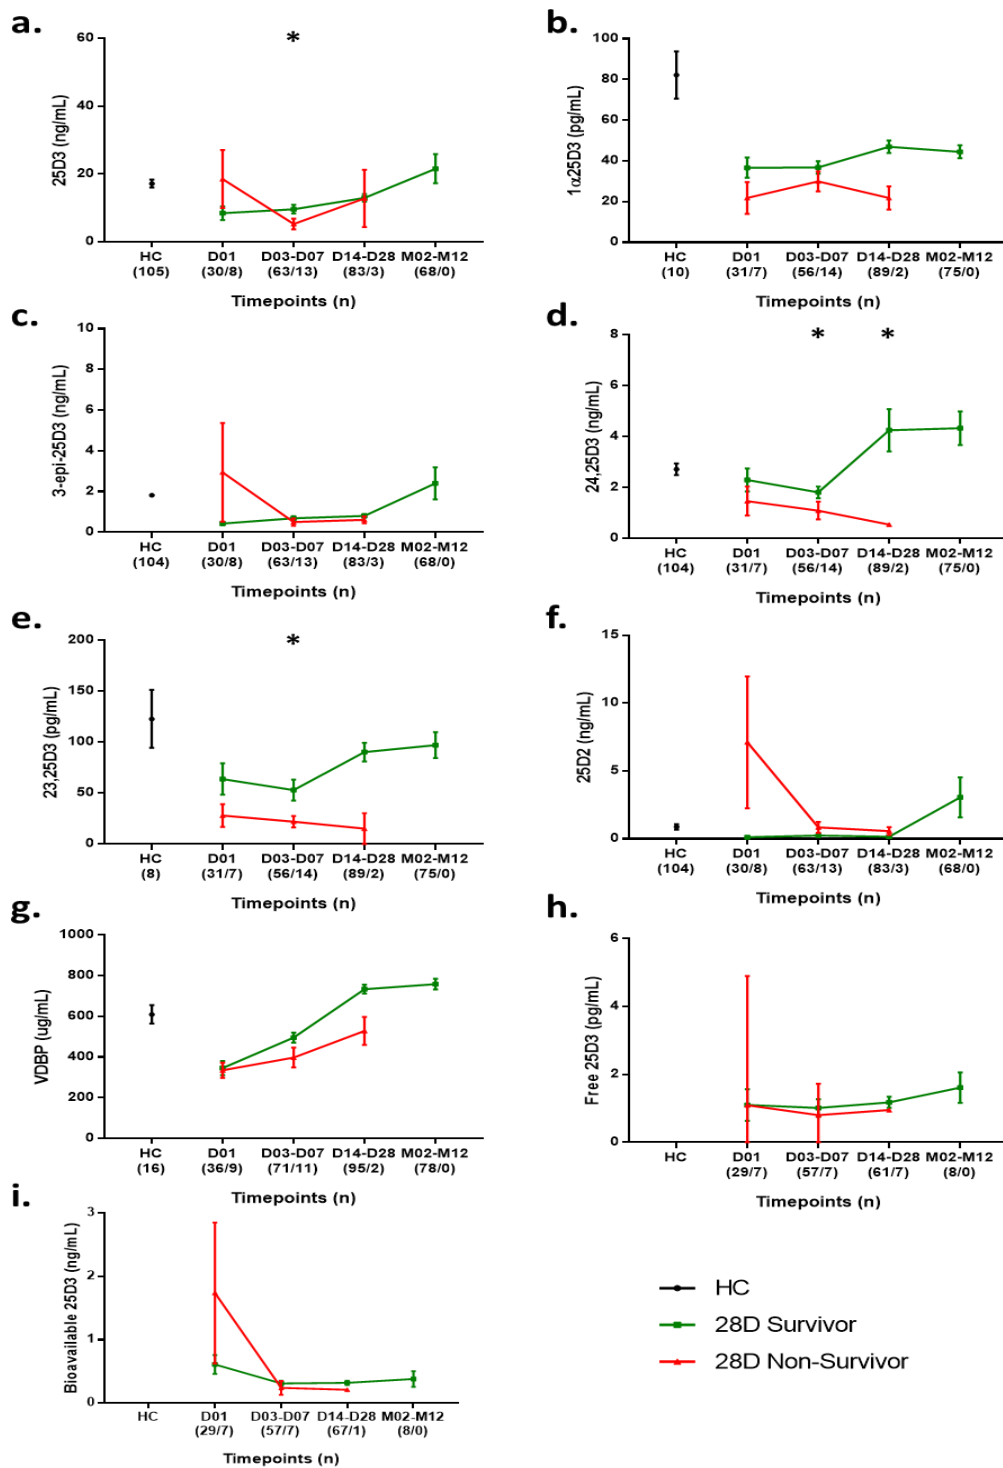 a.
*
25D3 (ng/mL)
60
40
20
0
HC D01 D03-D07 D14-D28 M02-M12
(105) (30/8) (63/13) (83/3) (68/0)
Timepoints (n)
b.
1α25D3 (pg/mL)
100
80
60
40
20
0
HC D01 D03-D07 D14-D28 M02-M12
(10) (31/7) (56/14) (89/2) (75/0)
Timepoints (n)
c.
3-epi-25D3 (ng/mL)
10
8
6
4
2
0
HC D01 D03-D07 D14-D28 M02-M12
(104) (30/8) (63/13) (83/3) (68/0)
Timepoints (n)
d.
* *
24,25D3 (ng/mL)
8
6
4
2
0
HC D01 D03-D07 D14-D28 M02-M12
(104) (31/7) (56/14) (89/2) (75/0)
Timepoints (n)
e.
*
23,25D3 (pg/mL)
200
150
100
50
0
HC D01 D03-D07 D14-D28 M02-M12
(8) (31/7) (56/14) (89/2) (75/0)
Timepoints (n)
f.
25D2 (ng/mL)
15
10
5
0
HC D01 D03-D07 D14-D28 M02-M12
(104) (30/8) (63/13) (83/3) (68/0)
Timepoints (n)
g.
VDBP (ug/mL)
1000
800
600
400
200
0
HC D01 D03-D07 D14-D28 M02-M12
(16) (36/9) (71/11) (95/2) (78/0)
Timepoints (n)
h.
Free 25D3 (pg/mL)
6
4
2
0
HC D01 D03-D07 D14-D28 M02-M12
(29/7) (57/7) (61/7) (8/0)
Timepoints (n)
i.
Bioavailable 25D3 (ng/mL)
3
2
1
0
HC D01 D03-D07 D14-D28 M02-M12
(29/7) (57/7) (67/1) (8/0)
Timepoints (n)
HC
28D Survivor
28D Non-Survivor